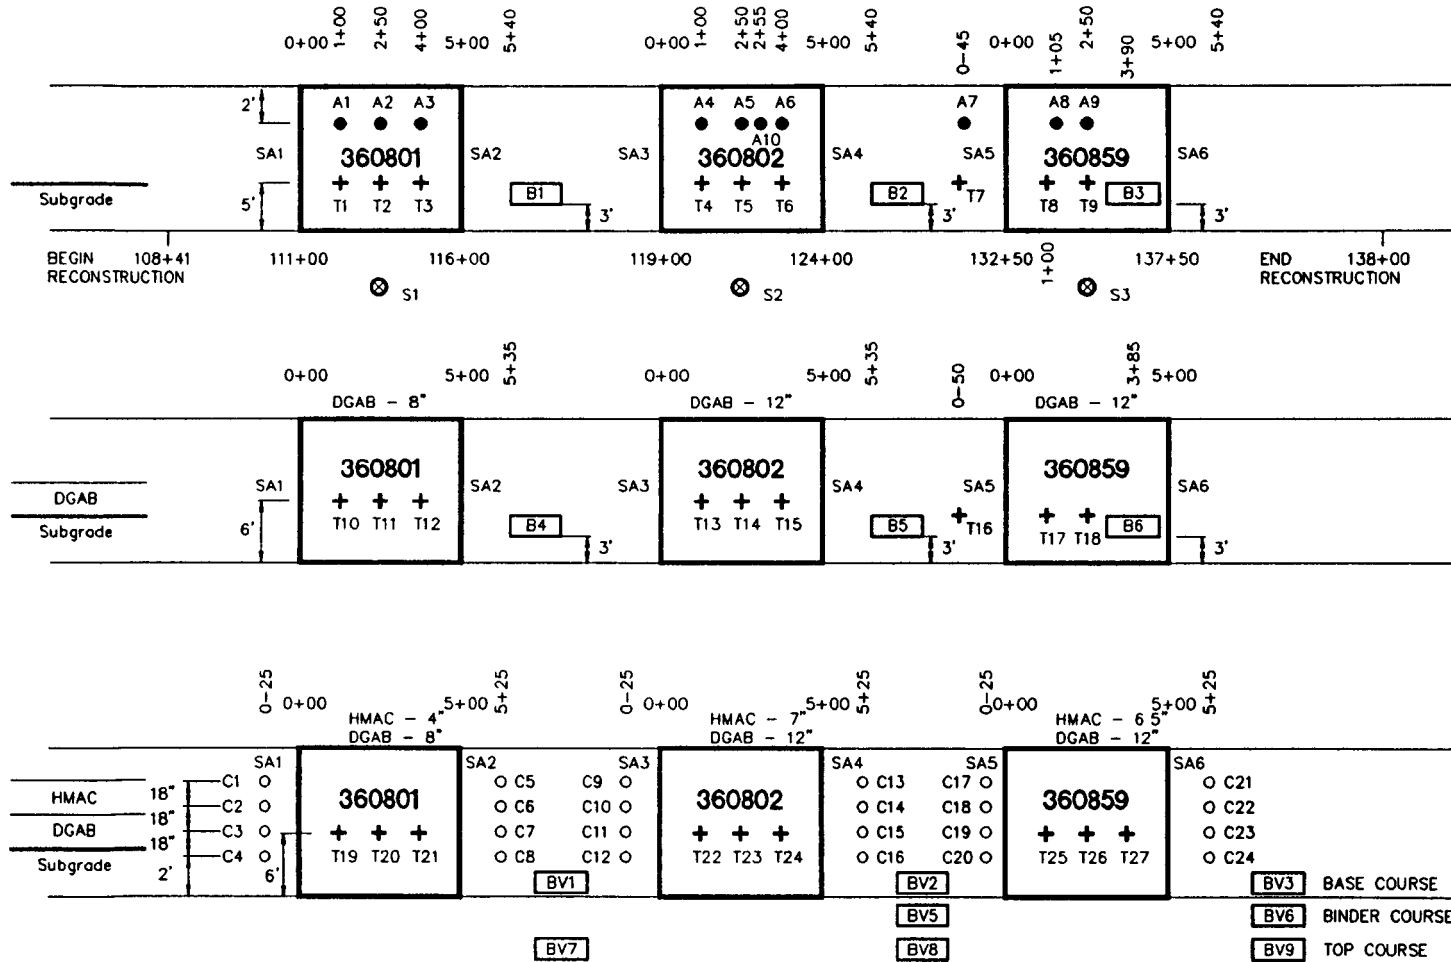 0+00 1+00 2+50 4+00 5+00 5+40 0+00 1+00 2+50 2+55 4+00 5+00 5+40 0-45 0+00 1+05 2+50 3+90 5+00 5+40
2' A1 A2 A3 A4 A5 A6 A7 A8 A9
A10
SA1 360801 SA2 SA3 360802 SA4 SA5 360859 SA6
Subgrade 5' T1 T2 T3 B1 3' T4 T5 T6 B2 3' T7 T8 T9 B3 3'
BEGIN RECONSTRUCTION 108+41 111+00 116+00 119+00 124+00 132+50 1+00 137+50 END RECONSTRUCTION 138+00
S1 S2 S3
0+00 5+00 5+35 0+00 5+00 5+35 0-50 0+00 3+85 5+00
DGAB - 8" DGAB - 12" DGAB - 12"
360801 360802 360859
DGAB SA1 SA2 SA3 SA4 SA5 SA6
Subgrade 6' T10 T11 T12 B4 3' T13 T14 T15 B5 3' T16 T17 T18 B6 3'
0-25 0+00 5+00 5+25 0-25 0+00 5+00 5+25 0-25 0+00 5+00 5+25
HMAC - 4" HMAC - 7" HMAC - 6 5"
DGAB - 8" DGAB - 12" DGAB - 12"
SA1 SA2 SA3 SA4 SA5 SA6
C1 C5 C9 C13 C17 C21
HMAC 18" C2 360801 C6 C10 360802 C14 C18 360859 C22
DGAB 18" C3 C7 C11 C15 C19 C23
Subgrade 18" C4 T19 T20 T21 C8 C12 T22 T23 T24 C16 C20 T25 T26 T27 C24
2' 6' BV1 BV2 BV3 BASE COURSE
BV5 BV6 BINDER COURSE
BV7 BV8 BV9 TOP COURSE